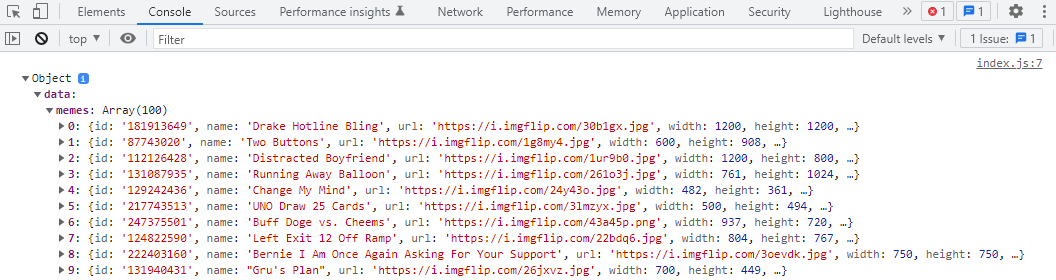 Elements Console Sources Performance insights Network Performance Memory Application Security Lighthouse » 1 1
top ▼ Filter Default levels ▼ 1 Issue: 1
index.js:7
▼Object i
▼data:
▼memes: Array(100)
▶0: {id: '181913649', name: 'Drake Hotline Bling', url: 'https://i.imgflip.com/30b1gx.jpg', width: 1200, height: 1200, …}
▶1: {id: '87743020', name: 'Two Buttons', url: 'https://i.imgflip.com/1g8my4.jpg', width: 600, height: 908, …}
▶2: {id: '112126428', name: 'Distracted Boyfriend', url: 'https://i.imgflip.com/1ur9b0.jpg', width: 1200, height: 800, …}
▶3: {id: '131087935', name: 'Running Away Balloon', url: 'https://i.imgflip.com/261o3j.jpg', width: 761, height: 1024, …}
▶4: {id: '129242436', name: 'Change My Mind', url: 'https://i.imgflip.com/24y43o.jpg', width: 482, height: 361, …}
▶5: {id: '217743513', name: 'UNO Draw 25 Cards', url: 'https://i.imgflip.com/3lmzyx.jpg', width: 500, height: 494, …}
▶6: {id: '247375501', name: 'Buff Doge vs. Cheems', url: 'https://i.imgflip.com/43a45p.png', width: 937, height: 720, …}
▶7: {id: '124822590', name: 'Left Exit 12 Off Ramp', url: 'https://i.imgflip.com/22bdq6.jpg', width: 804, height: 767, …}
▶8: {id: '222403160', name: 'Bernie I Am Once Again Asking For Your Support', url: 'https://i.imgflip.com/3oevdk.jpg', width: 750, height: 750, …}
▶9: {id: '131940431', name: "Gru's Plan", url: 'https://i.imgflip.com/26jxvz.jpg', width: 700, height: 449, …}